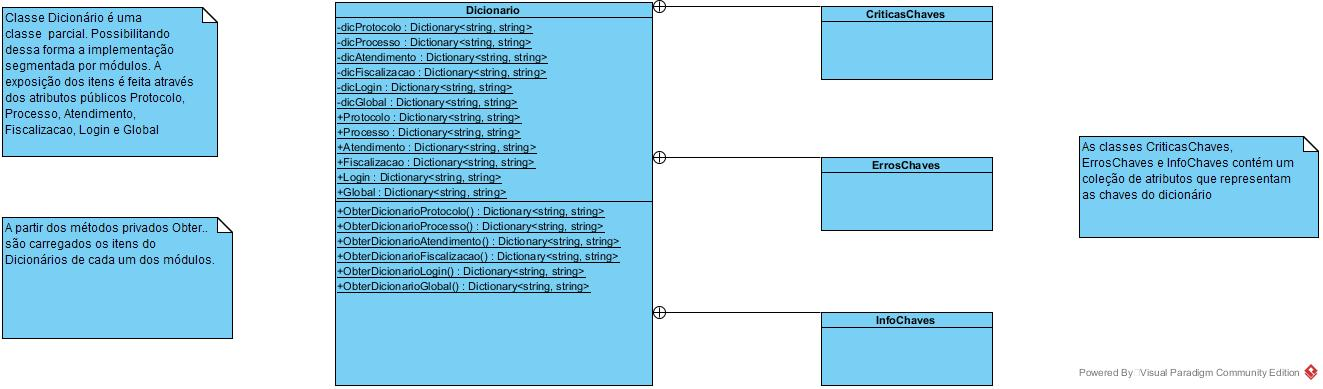 Classe Dicionário é uma
classe parcial. Possibilitando
dessa forma a implementação
segmentada por módulos. A
exposição dos itens é feita através
dos atributos públicos Protocolo,
Processo, Atendimento,
Fiscalizacao, Login e Global
A partir dos métodos privados Obter..
são carregados os itens do
Dicionários de cada um dos módulos.
Dicionario
-dicProtocolo : Dictionary<string, string>
-dicProcesso : Dictionary<string, string>
-dicAtendimento : Dictionary<string, string>
-dicFiscalizacao : Dictionary<string, string>
-dicLogin : Dictionary<string, string>
-dicGlobal : Dictionary<string, string>
+Protocolo : Dictionary<string, string>
+Processo : Dictionary<string, string>
+Atendimento : Dictionary<string, string>
+Fiscalizacao : Dictionary<string, string>
+Login : Dictionary<string, string>
+Global : Dictionary<string, string>
+ObterDicionarioProtocolo() : Dictionary<string, string>
+ObterDicionarioProcesso() : Dictionary<string, string>
+ObterDicionarioAtendimento() : Dictionary<string, string>
+ObterDicionarioFiscalizacao() : Dictionary<string, string>
+ObterDicionarioLogin() : Dictionary<string, string>
+ObterDicionarioGlobal() : Dictionary<string, string>
CriticasChaves
ErrosChaves
InfoChaves
As classes CriticasChaves,
ErrosChaves e InfoChaves contém um
coleção de atributos que representam
as chaves do dicionário
Powered By Visual Paradigm Community Edition